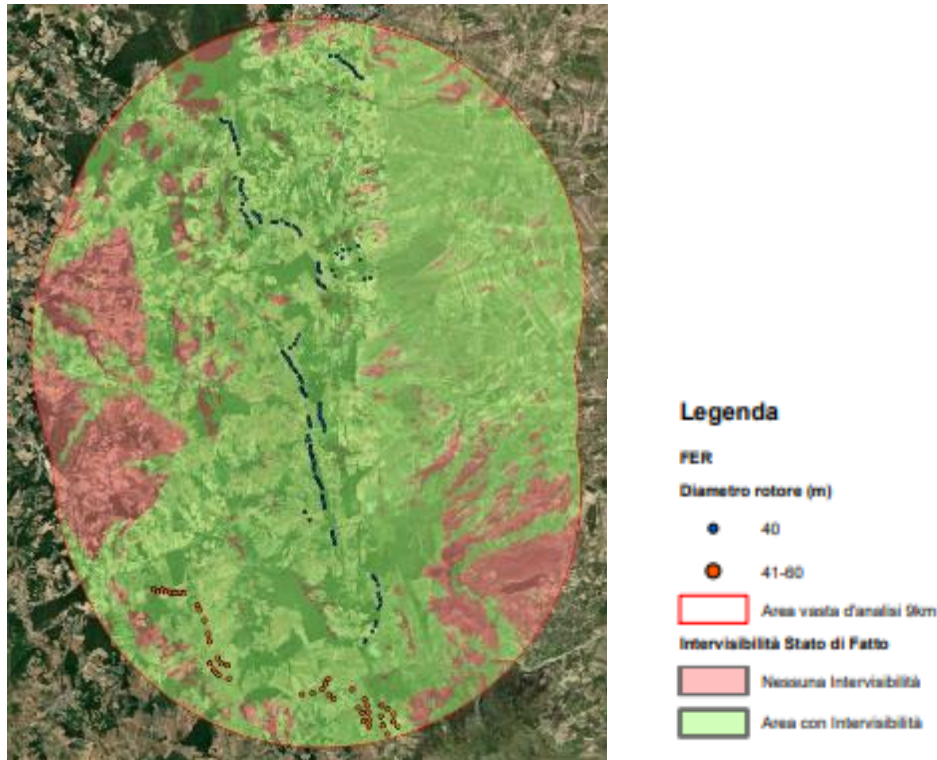 Legenda
FER
Diametro rotore (m)
40
41-60
Area vasta d'analisi 9km
Intervisibilità Stato di Fatto
Nessuna Intervisibilità
Area con Intervisibilità